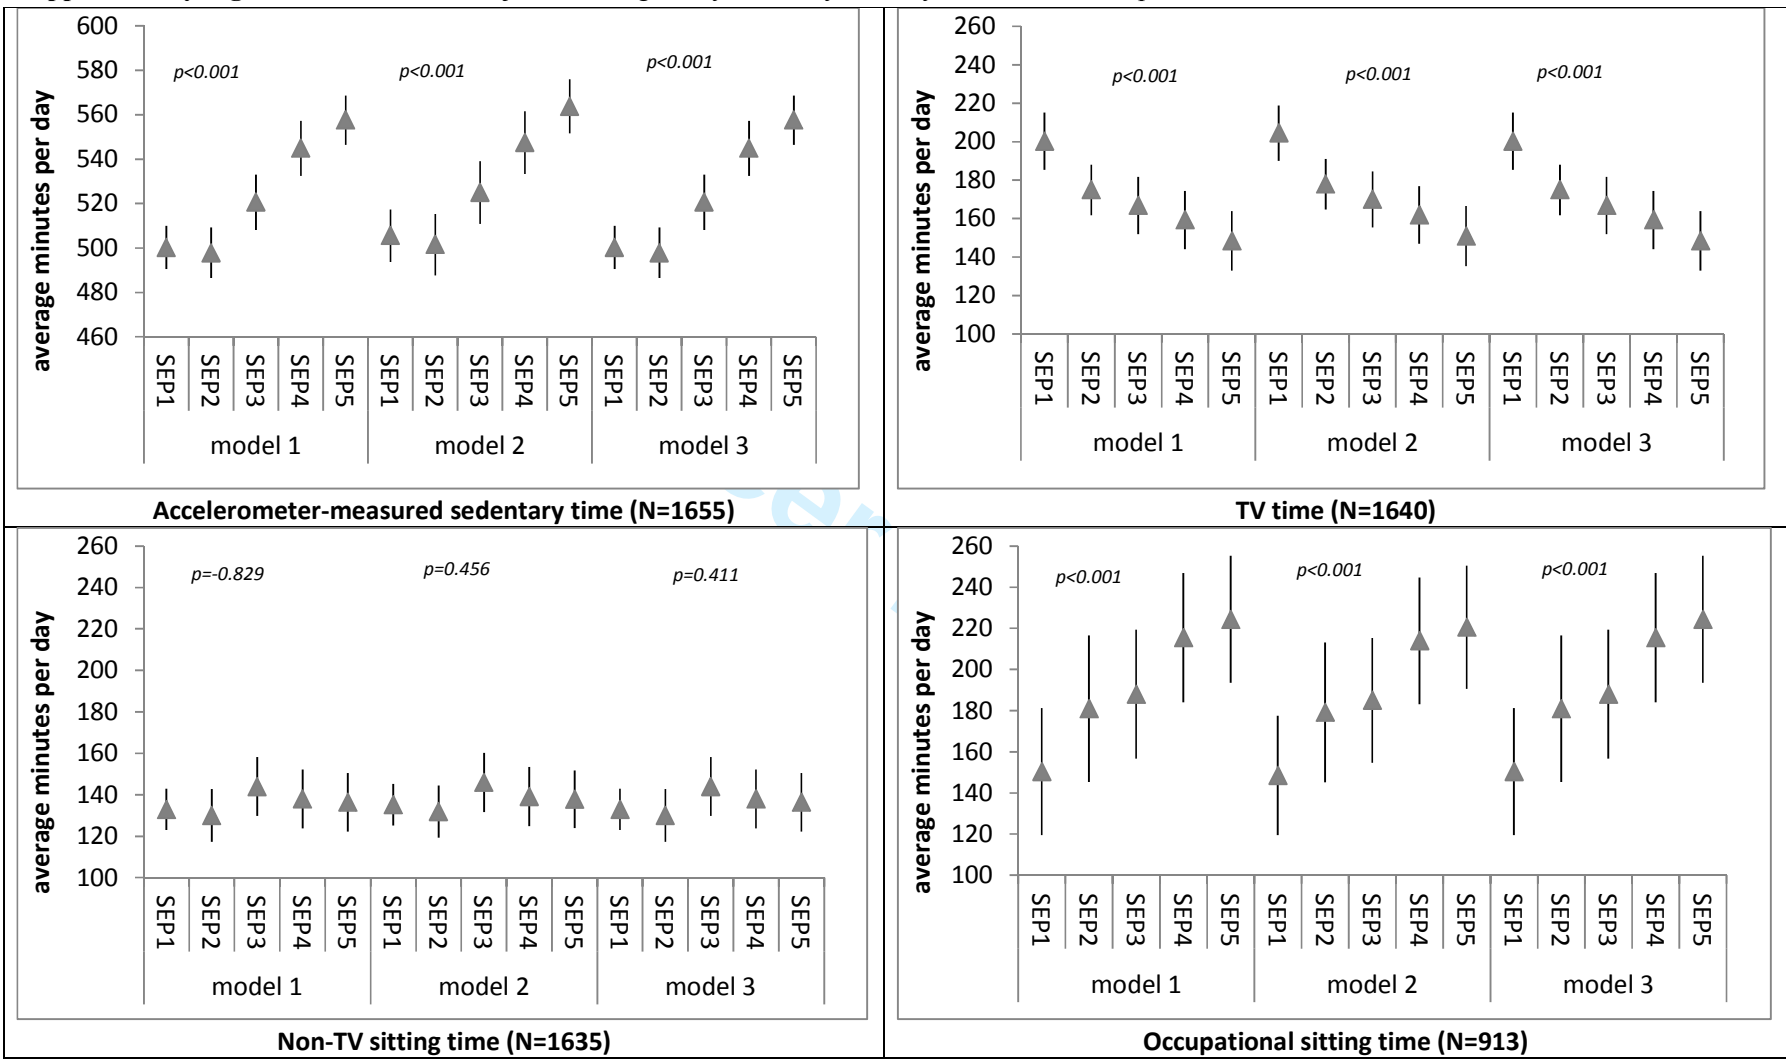 600
580
560
540
520
500
480
460
average minutes per day
p<0.001
p<0.001
p<0.001
SEP1 SEP2 SEP3 SEP4 SEP5 SEP1 SEP2 SEP3 SEP4 SEP5 SEP1 SEP2 SEP3 SEP4 SEP5
model 1 model 2 model 3
Accelerometer-measured sedentary time (N=1655)
260
240
220
200
180
160
140
120
100
average minutes per day
p<0.001
p<0.001
p<0.001
SEP1 SEP2 SEP3 SEP4 SEP5 SEP1 SEP2 SEP3 SEP4 SEP5 SEP1 SEP2 SEP3 SEP4 SEP5
model 1 model 2 model 3
TV time (N=1640)
260
240
220
200
180
160
140
120
100
average minutes per day
p=-0.829
p=0.456
p=0.411
SEP1 SEP2 SEP3 SEP4 SEP5 SEP1 SEP2 SEP3 SEP4 SEP5 SEP1 SEP2 SEP3 SEP4 SEP5
model 1 model 2 model 3
Non-TV sitting time (N=1635)
260
240
220
200
180
160
140
120
100
average minutes per day
p<0.001
p<0.001
p<0.001
SEP1 SEP2 SEP3 SEP4 SEP5 SEP1 SEP2 SEP3 SEP4 SEP5 SEP1 SEP2 SEP3 SEP4 SEP5
model 1 model 2 model 3
Occupational sitting time (N=913)